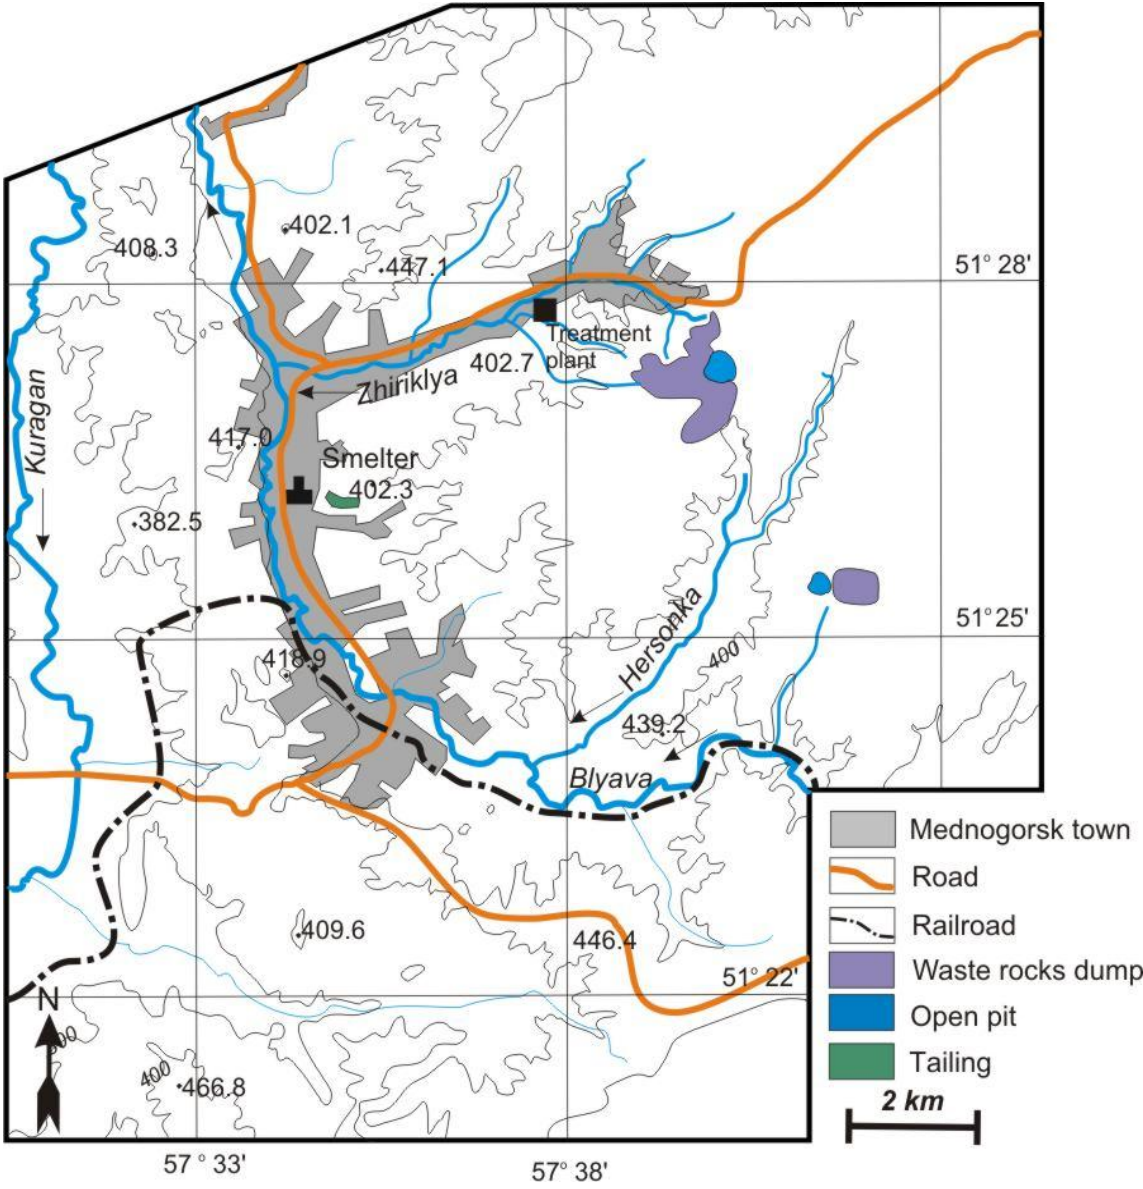 402.1
408.3
447.1
51° 28'
Treatment
plant
402.7
Zhiriklya
Kuragan
417.0
Smelter
402.3
382.5
Hersonka
51° 25'
400
418.9
439.2
Blyava
Mednogorsk town
Road
Railroad
Waste rocks dump
Open pit
Tailing
2 km
409.6
446.4
51° 22'
N
400
466.8
57° 33'
57° 38'